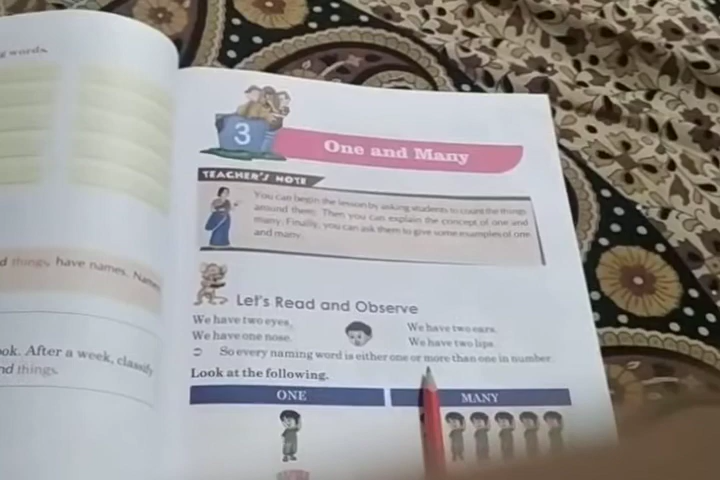 g words.
d things have names. Name
ok. After a week, classify
nd things.
3
One and Many
TEACHER'S NOTE
You can begin the lesson by asking students to count the things
around them. Then you can explain the concept of one and
many. Finally, you can ask them to give some examples of one
and many.
Let's Read and Observe
We have two eyes.
We have one nose.
We have two ears.
We have two lips.
So every naming word is either one or more than one in number.
Look at the following.
ONE
MANY